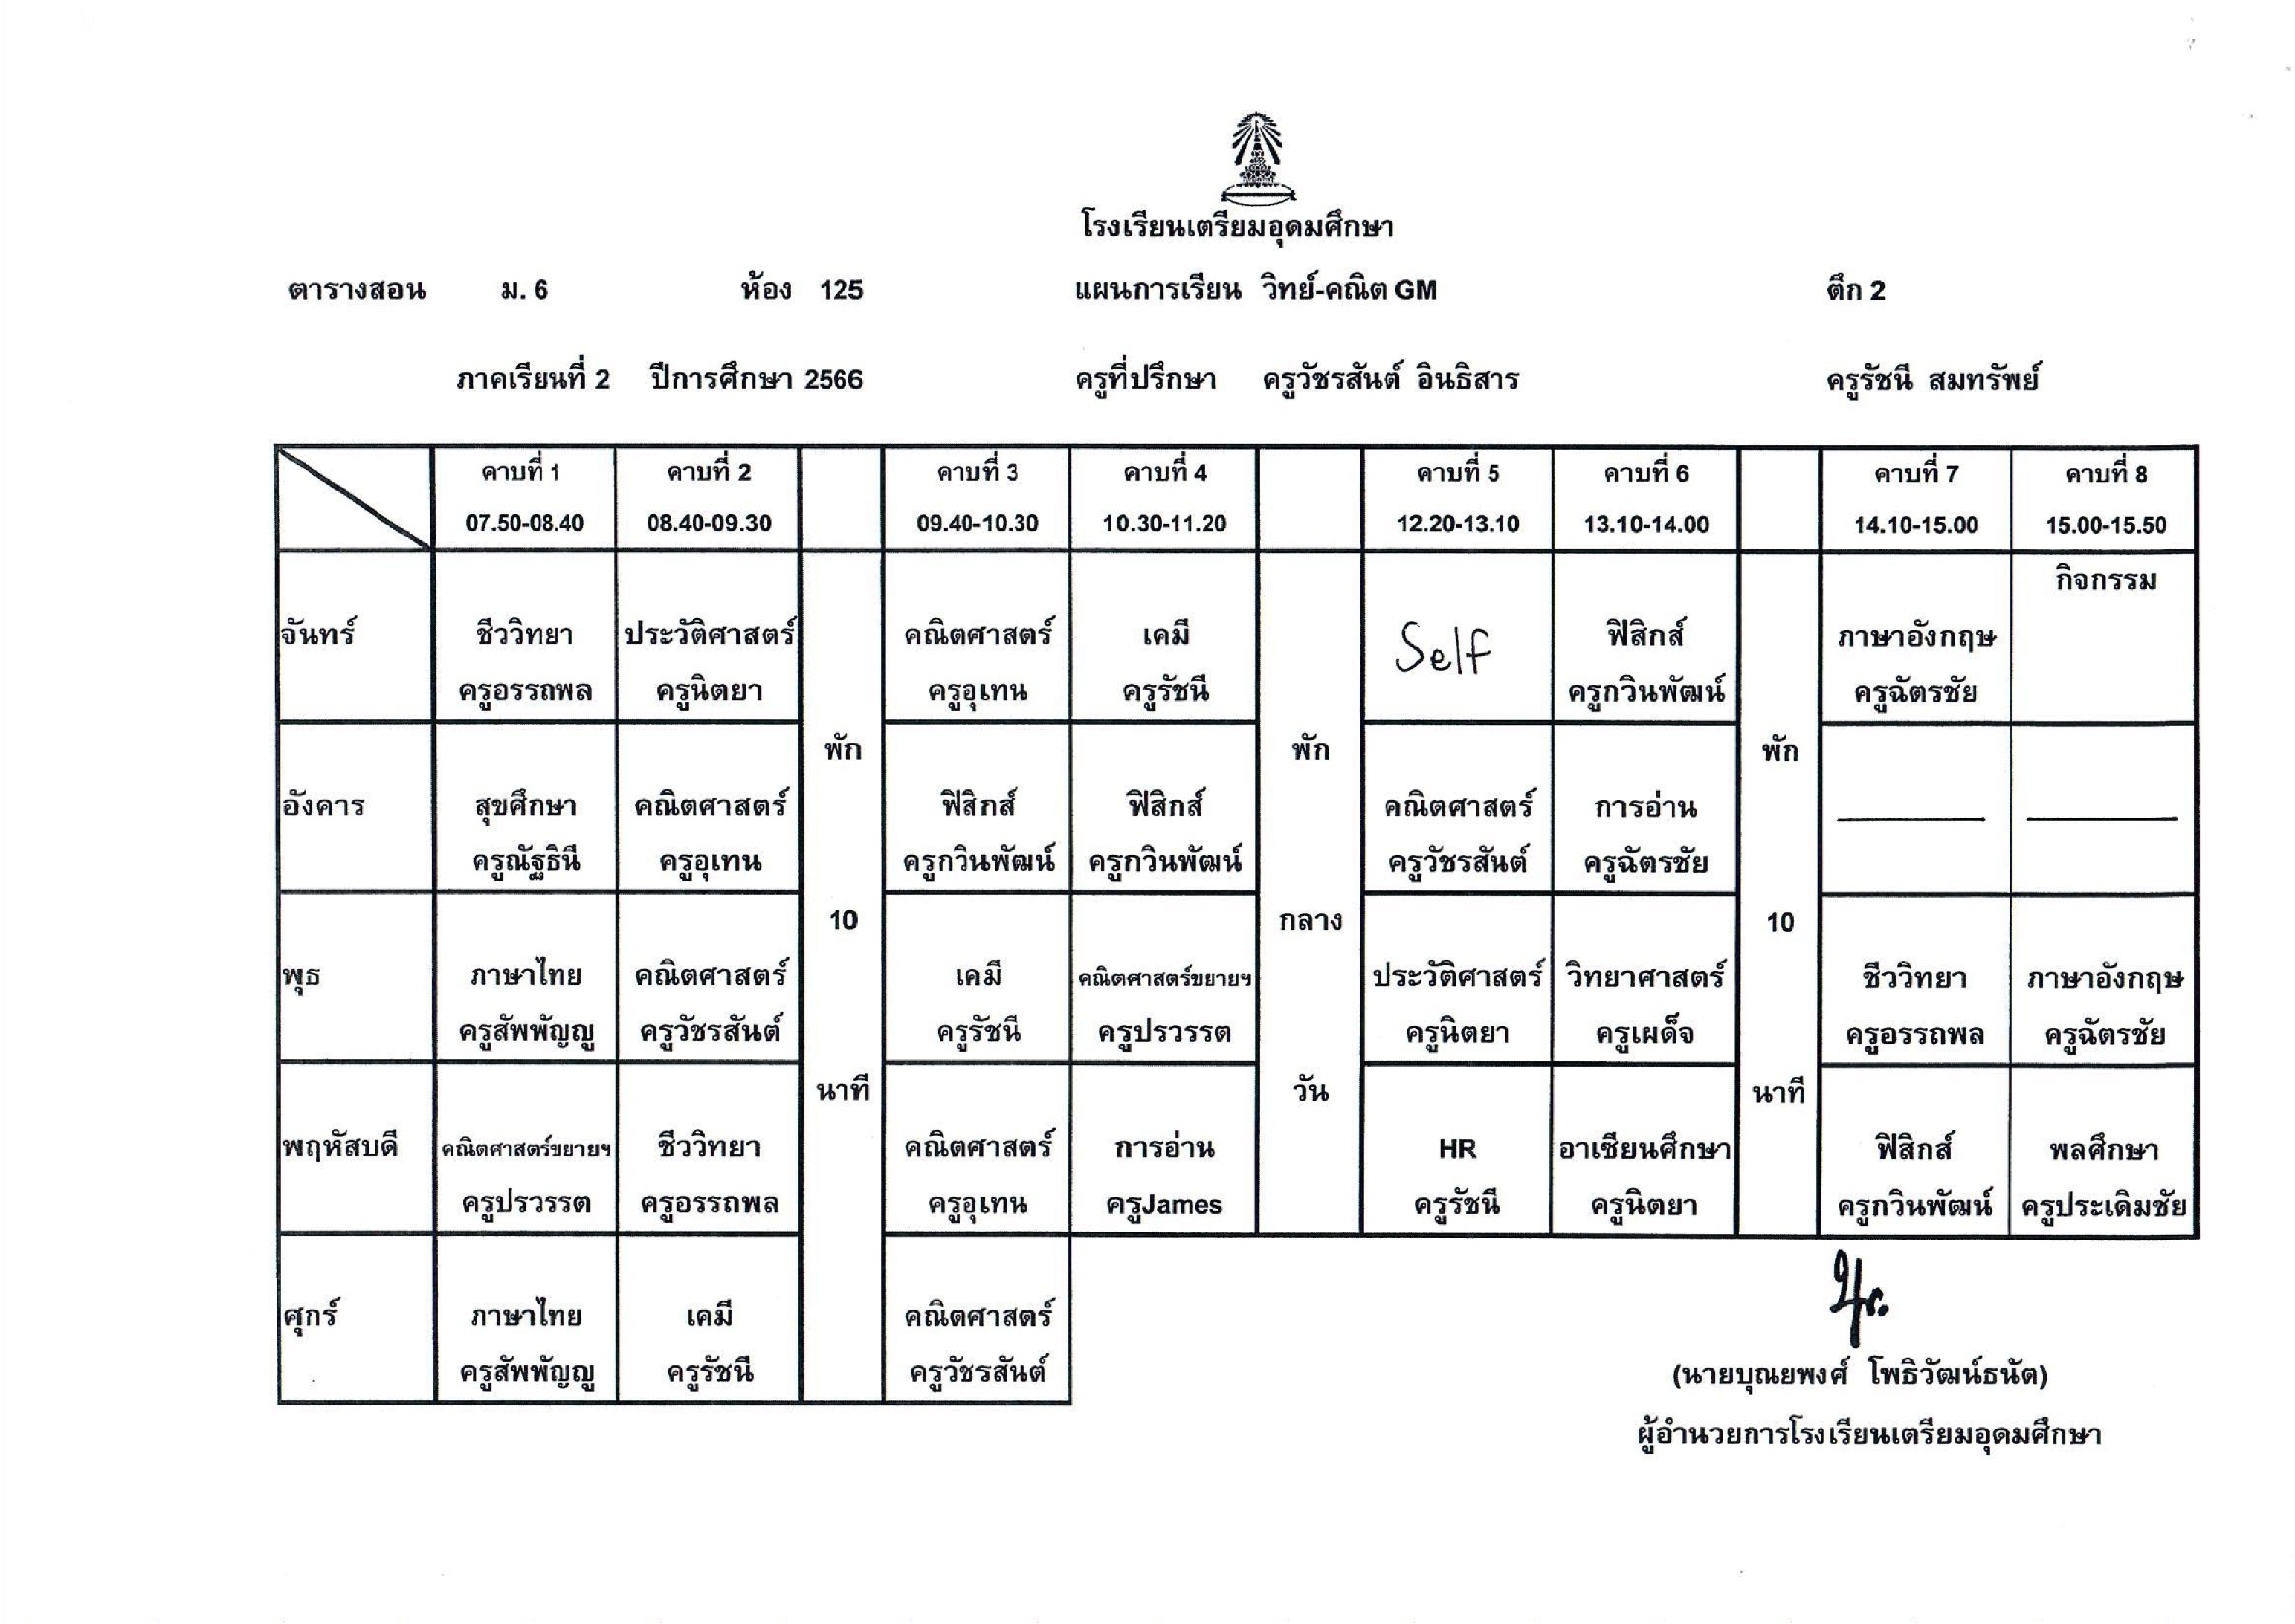 โรงเรียนเตรียมอุดมศึกษา
ตารางสอน ม. 6 ห้อง 125 แผนการเรียน วิทย์-คณิต GM ตึก 2
ภาคเรียนที่ 2 ปีการศึกษา 2566 ครูที่ปรึกษา ครูวัชรสันต์ อินธิสาร ครูรัชนี สมทรัพย์
คาบที่ 1 คาบที่ 2 คาบที่ 3 คาบที่ 4 คาบที่ 5 คาบที่ 6 คาบที่ 7 คาบที่ 8
07.50-08.40 08.40-09.30 09.40-10.30 10.30-11.20 12.20-13.10 13.10-14.00 14.10-15.00 15.00-15.50
กิจกรรม
จันทร์ ชีววิทยา ประวัติศาสตร์ คณิตศาสตร์ เคมี Self ฟิสิกส์ ภาษาอังกฤษ
ครูอรรถพล ครูนิตยา ครูอุเทน ครูรัชนี ครูกวินพัฒน์ ครูฉัตรชัย
พัก พัก พัก
อังคาร สุขศึกษา คณิตศาสตร์ ฟิสิกส์ ฟิสิกส์ คณิตศาสตร์ การอ่าน
ครูณัฐธินี ครูอุเทน ครูกวินพัฒน์ ครูกวินพัฒน์ ครูวัชรสันต์ ครูฉัตรชัย
10 กลาง 10
พุธ ภาษาไทย คณิตศาสตร์ เคมี คณิตศาสตร์ขยายฯ ประวัติศาสตร์ วิทยาศาสตร์ ชีววิทยา ภาษาอังกฤษ
ครูสัพพัญญู ครูวัชรสันต์ ครูรัชนี ครูปรวรรต ครูนิตยา ครูเผด็จ ครูอรรถพล ครูฉัตรชัย
นาที วัน นาที
พฤหัสบดี คณิตศาสตร์ขยายฯ ชีววิทยา คณิตศาสตร์ การอ่าน HR อาเซียนศึกษา ฟิสิกส์ พลศึกษา
ครูปรวรรต ครูอรรถพล ครูอุเทน ครูJames ครูรัชนี ครูนิตยา ครูกวินพัฒน์ ครูประเดิมชัย
ศุกร์ ภาษาไทย เคมี คณิตศาสตร์
ครูสัพพัญญู ครูรัชนี ครูวัชรสันต์
(นายบุณยพงศ์ โพธิวัฒน์ธนัต)
ผู้อำนวยการโรงเรียนเตรียมอุดมศึกษา